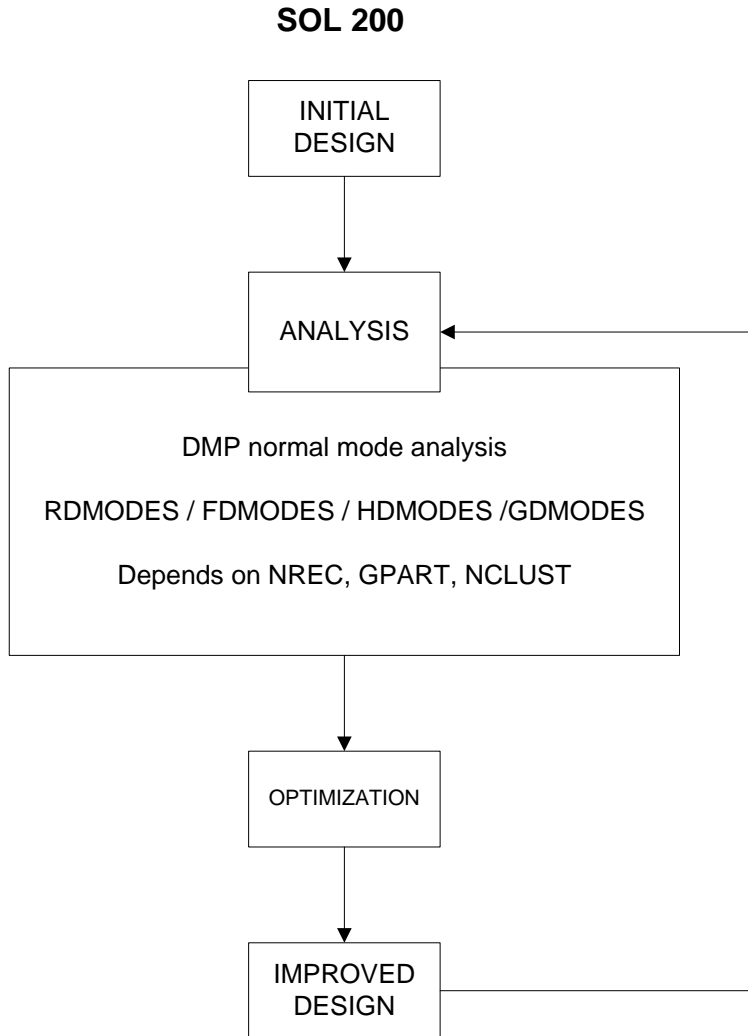 SOL 200
INITIAL
DESIGN
ANALYSIS
DMP normal mode analysis
RDMODES / FDMODES / HDMODES /GDMODES
Depends on NREC, GPART, NCLUST
OPTIMIZATION
IMPROVED
DESIGN